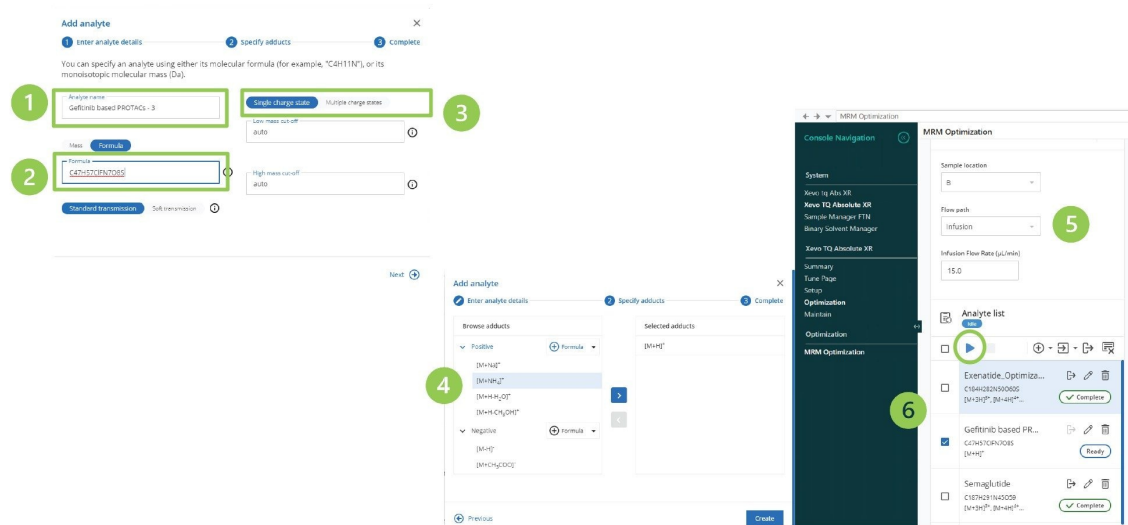 Add analyte
1 Enter analyte details
2 Specify adducts
3 Complete
You can specify an analyte using either its molecular formula (for example, "C4H11N"), or its
monoisotopic molecular mass (Da).
1
Analyte name
Gefitinib based PROTACs - 3
Single charge state
Multiple charge states
3
Low mass cut-off
auto
Mass
Formula
2
Formula
C47H57ClFN7O8S
High mass cut-off
auto
Standard transmission
Soft transmission
Next
Add analyte
Enter analyte details
2 Specify adducts
3 Complete
Browse adducts
Selected adducts
Positive
Formula
[M+H]⁺
[M+Na]⁺
4
[M+NH₄]⁺
[M+H-H₂O]⁺
[M+H-CH₃OH]⁺
Negative
Formula
[M-H]⁻
[M+CH₃COO]⁻
Previous
Create
MRM Optimization
Console Navigation
System
Xevo tq Abs XR
Xevo TQ Absolute XR
Sample Manager FTN
Binary Solvent Manager
Xevo TQ Absolute XR
Summary
Tune Page
Setup
Optimization
Maintain
Optimization
MRM Optimization
MRM Optimization
Sample location
B
Flow path
Infusion
5
Infusion Flow Rate (µL/min)
15.0
Analyte list
Idle
6
Exenatide_Optimiza...
C184H282N50O60S
[M+3H]³⁺, [M+4H]⁴⁺...
Complete
Gefitinib based PR...
C47H57ClFN7O8S
[M+H]⁺
Ready
Semaglutide
C187H291N45O59
[M+3H]³⁺, [M+4H]⁴⁺...
Complete